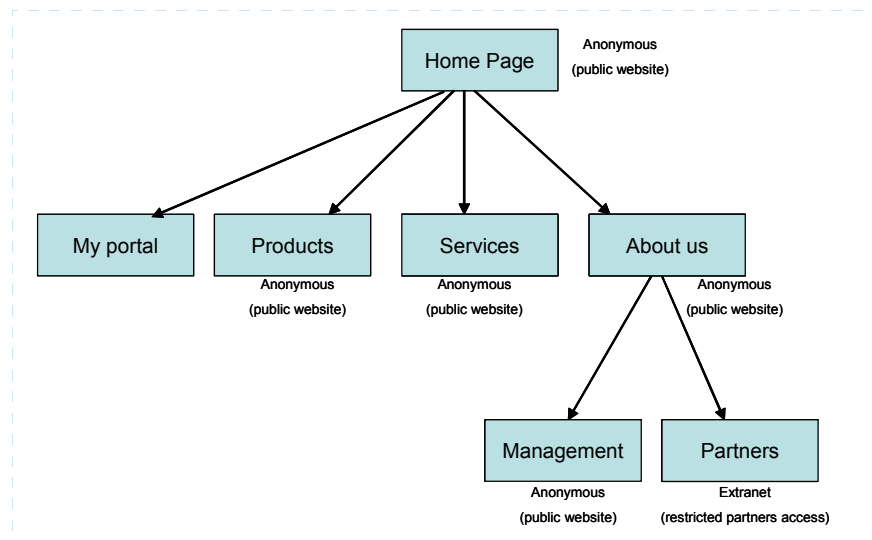 Home Page
Anonymous
(public website)
My portal
Products
Services
About us
Anonymous
(public website)
Anonymous
(public website)
Anonymous
(public website)
Management
Partners
Anonymous
(public website)
Extranet
(restricted partners access)